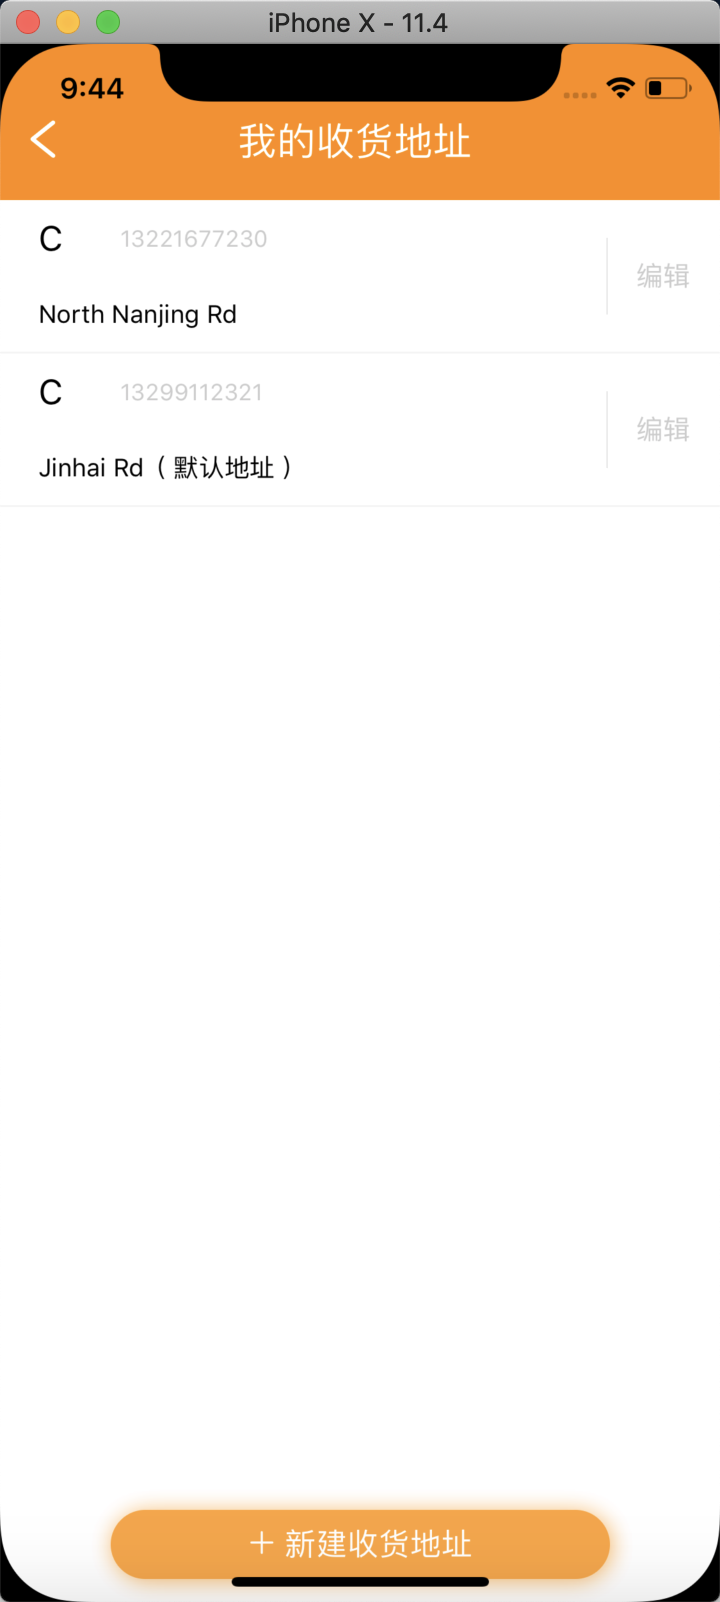 iPhone X - 11.4
9:44
我的收货地址
C 13221677230
编辑
North Nanjing Rd
C 13299112321
编辑
Jinhai Rd（默认地址）
＋新建收货地址